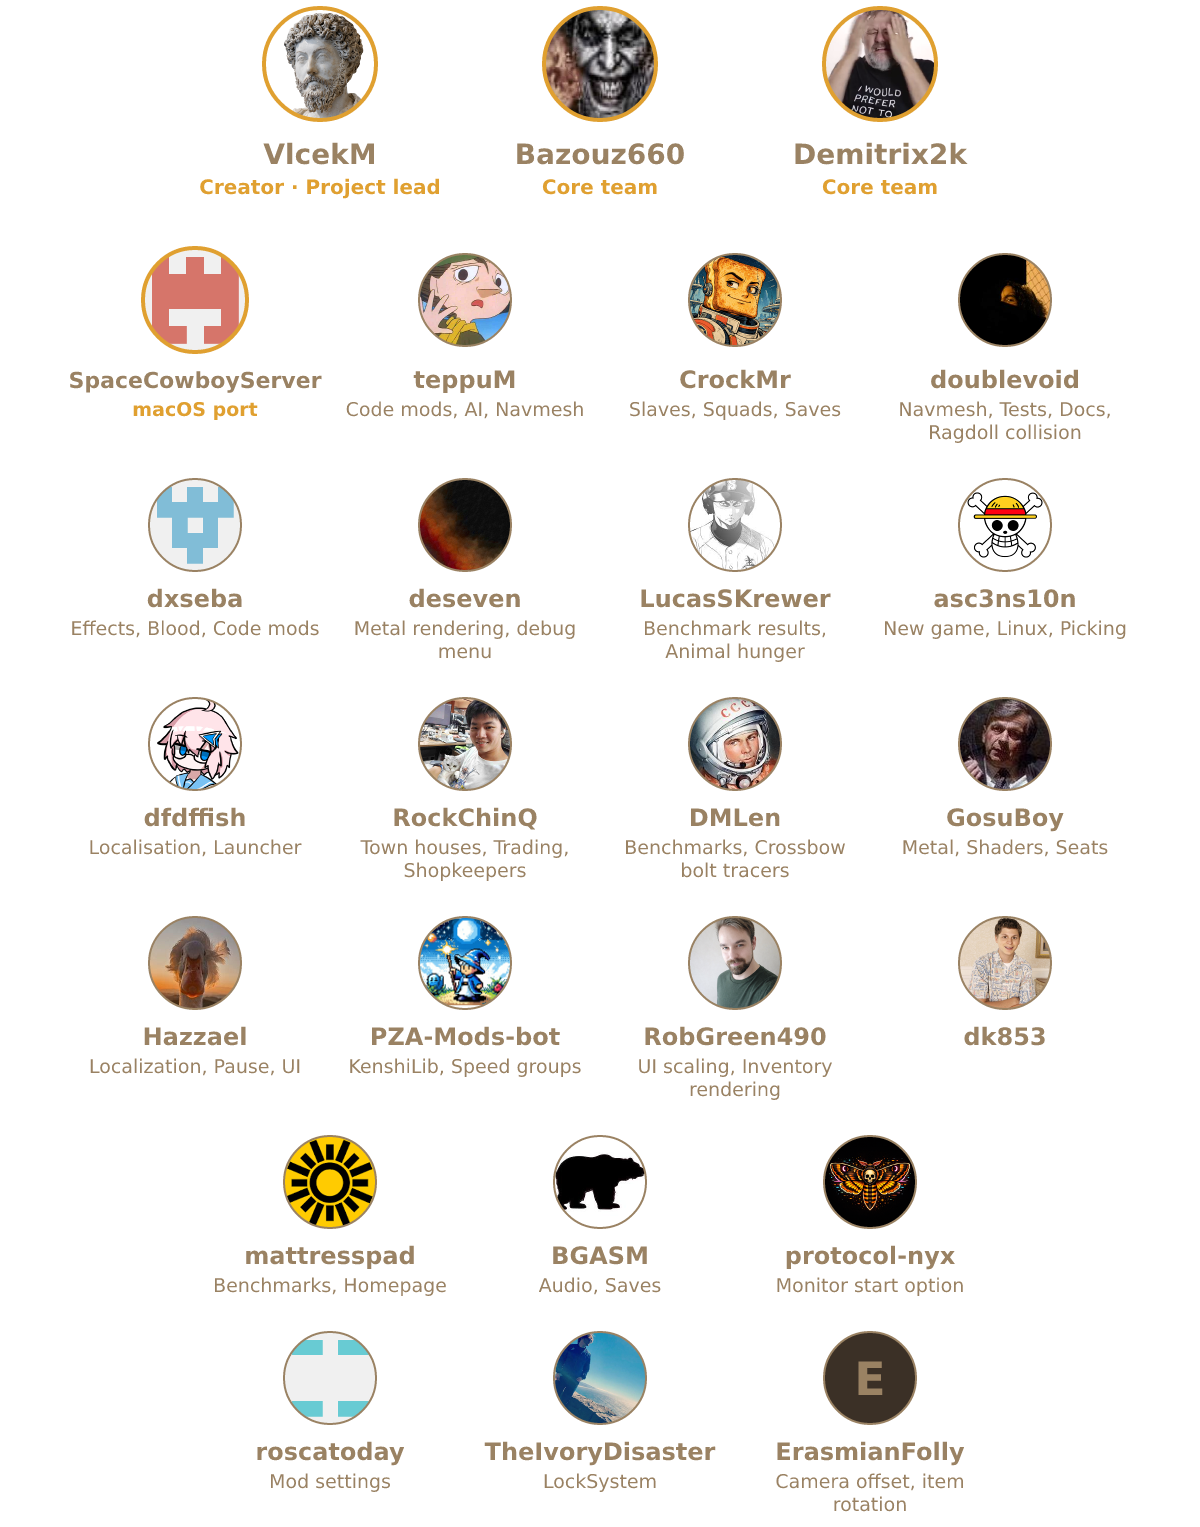 I WOULD
PREFER
NOT TO
VlcekM
Bazouz660
Demitrix2k
Creator · Project lead
Core team
Core team
SpaceCowboyServer
teppuM
CrockMr
doublevoid
macOS port
Code mods, AI, Navmesh
Slaves, Squads, Saves
Navmesh, Tests, Docs,
Ragdoll collision
dxseba
deseven
LucasSKrewer
asc3ns10n
Effects, Blood, Code mods
Metal rendering, debug
menu
Benchmark results,
Animal hunger
New game, Linux, Picking
CCC
dfdffish
RockChinQ
DMLen
GosuBoy
Localisation, Launcher
Town houses, Trading,
Shopkeepers
Benchmarks, Crossbow
bolt tracers
Metal, Shaders, Seats
Hazzael
PZA-Mods-bot
RobGreen490
dk853
Localization, Pause, UI
KenshiLib, Speed groups
UI scaling, Inventory
rendering
mattresspad
BGASM
protocol-nyx
Benchmarks, Homepage
Audio, Saves
Monitor start option
E
roscatoday
TheIvoryDisaster
ErasmianFolly
Mod settings
LockSystem
Camera offset, item
rotation